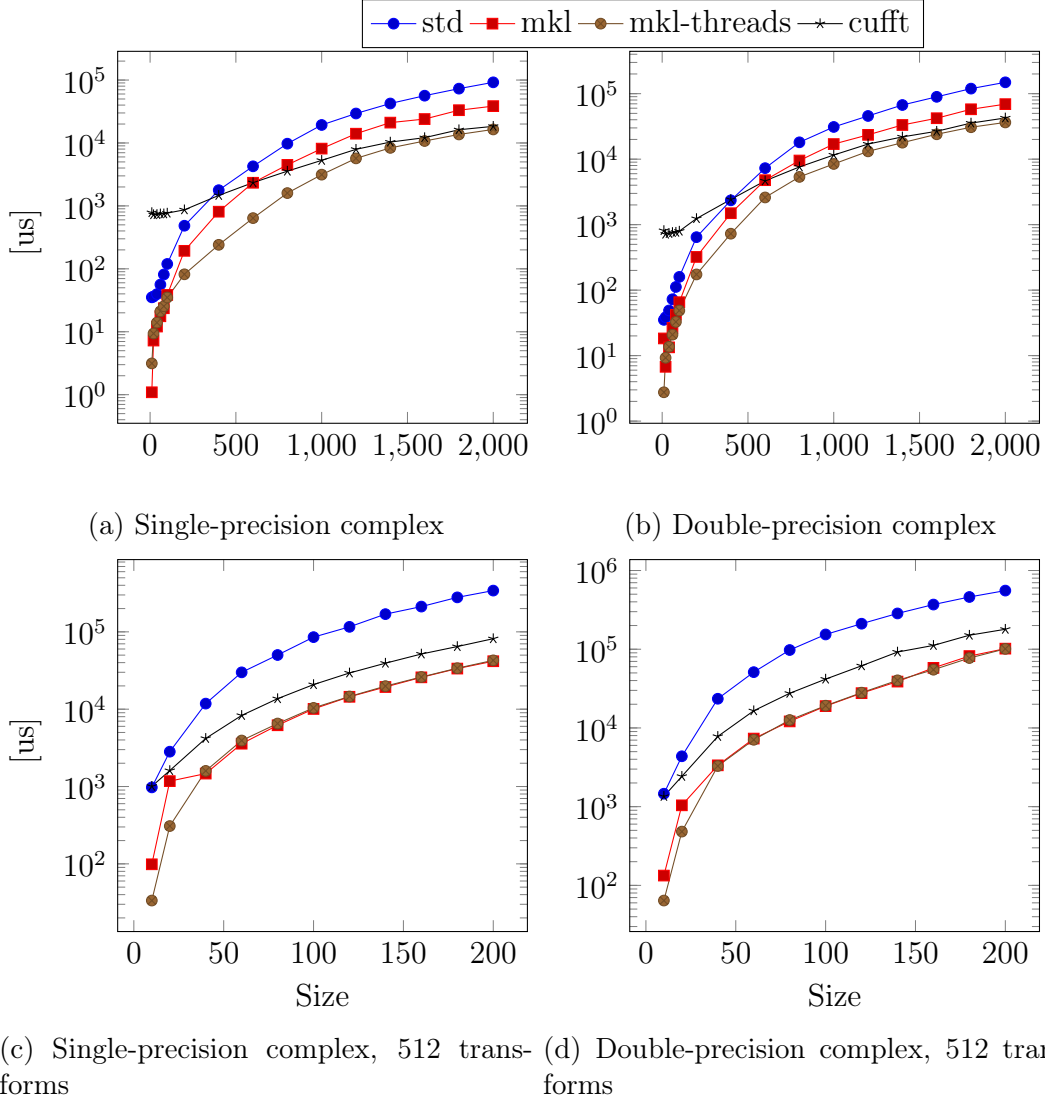 std mkl mkl-threads cufft
10^5
10^4
10^3
10^2
10^1
10^0
[us]
0 500 1,000 1,500 2,000
(a) Single-precision complex
10^5
10^4
10^3
10^2
10^1
10^0
0 500 1,000 1,500 2,000
(b) Double-precision complex
10^5
10^4
10^3
10^2
[us]
0 50 100 150 200
Size
(c) Single-precision complex, 512 trans-
forms
10^6
10^5
10^4
10^3
10^2
0 50 100 150 200
Size
(d) Double-precision complex, 512 tran
forms